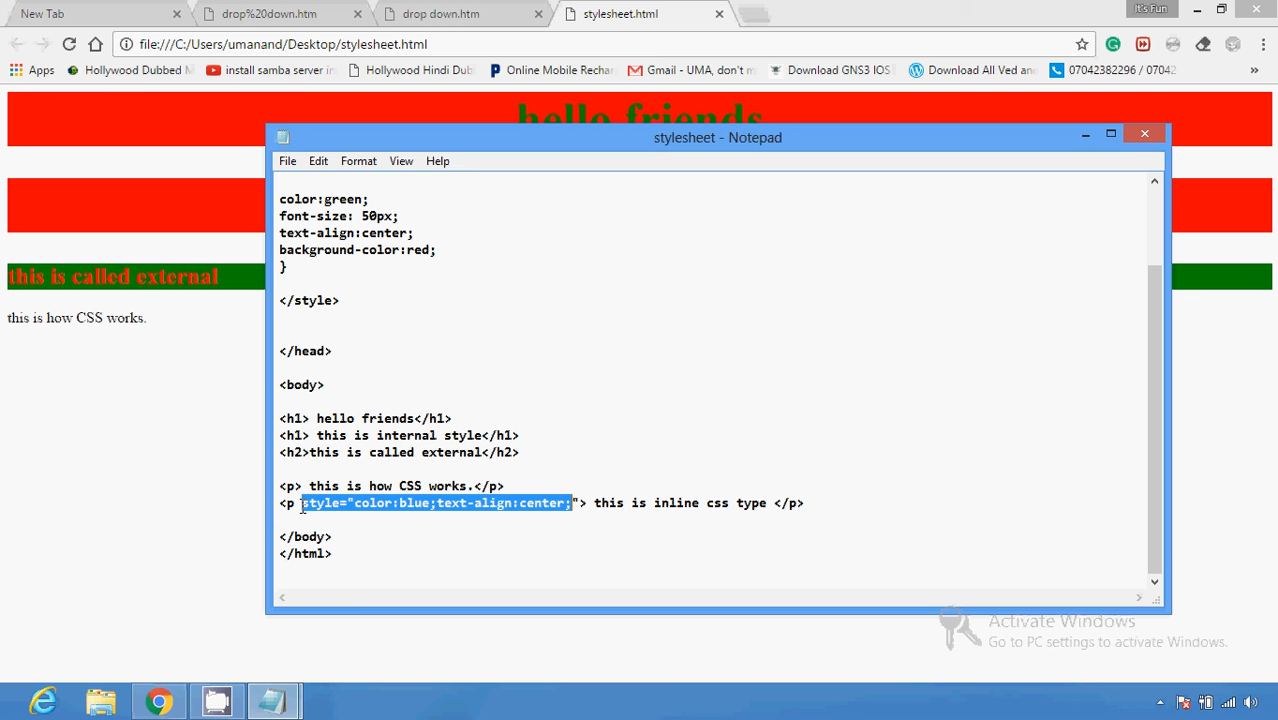 New Tab
drop%20down.htm
drop down.htm
stylesheet.html
It's Fun
file:///C:/Users/umanand/Desktop/stylesheet.html
Apps
Hollywood Dubbed M
install samba server in
Hollywood Hindi Du
Online Mobile Rechar
Gmail - UMA, don't m
Download GNS3 IOS
Download All Ved and
07042382296 / 07042
»
hello friends
stylesheet - Notepad
File Edit Format View Help
color:green;
font-size: 50px;
text-align:center;
background-color:red;
}
</style>
</head>
<body>
<h1> hello friends</h1>
<h1> this is internal style</h1>
<h2>this is called external</h2>
<p> this is how CSS works.</p>
<p style="color:blue;text-align:center;"> this is inline css type </p>
</body>
</html>
this is called external
this is how CSS works.
Activate Windows
Go to PC settings to activate Windows.